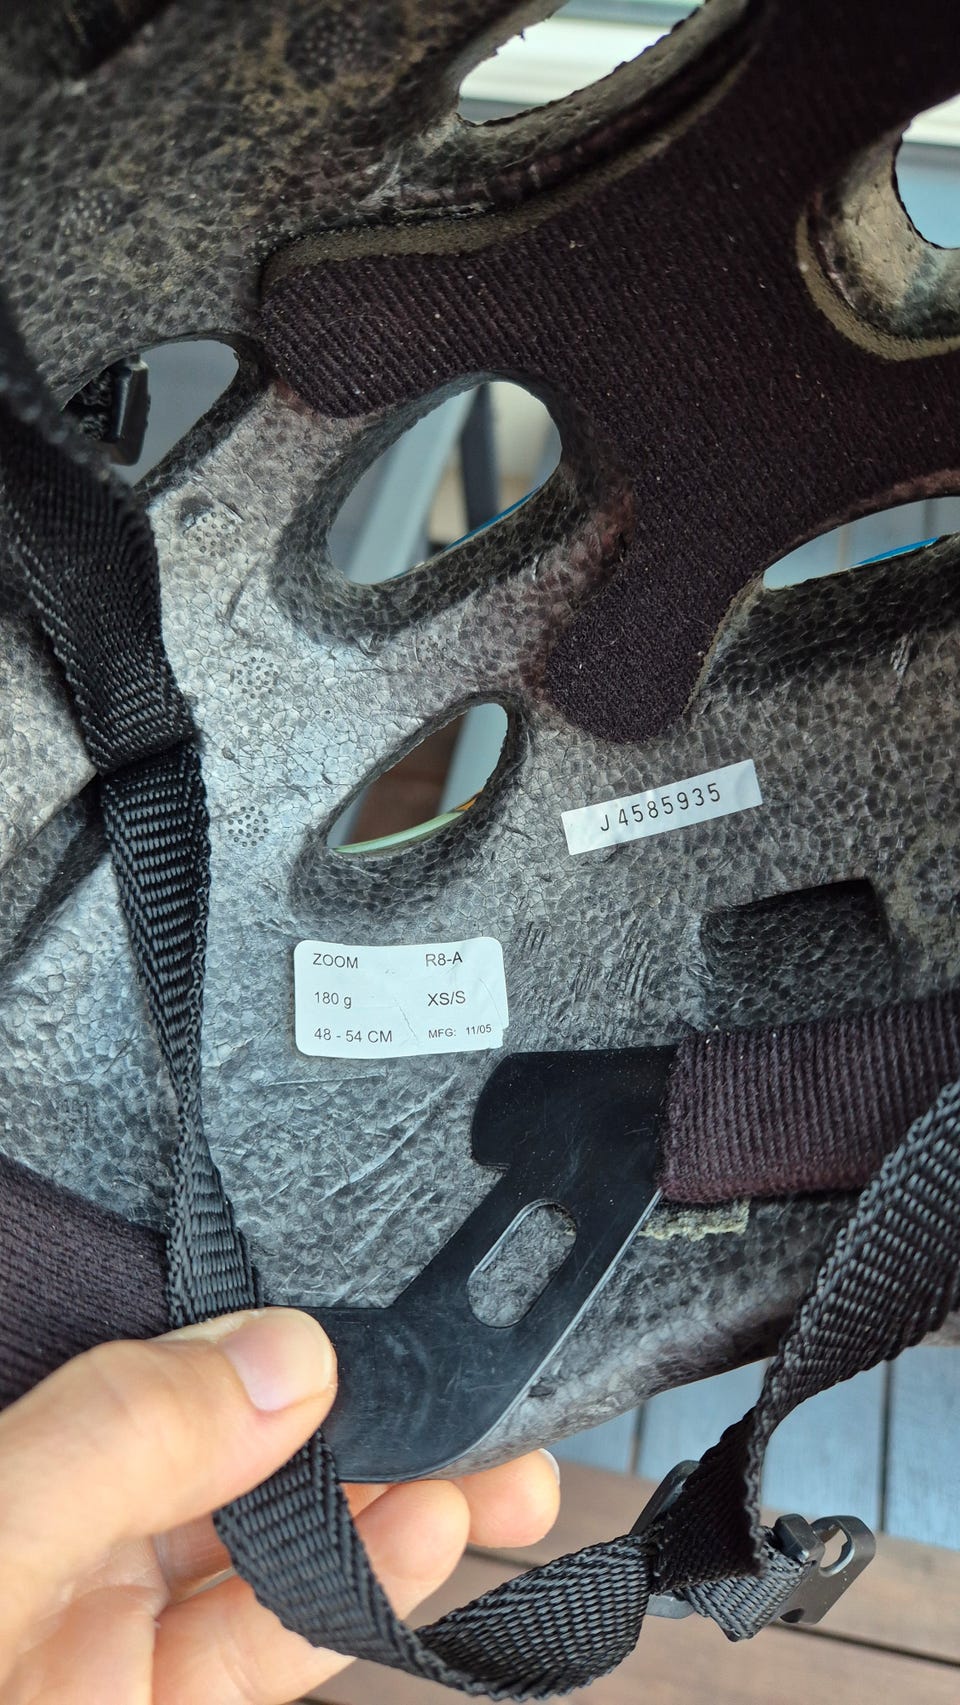 J4585935
ZOOM R8-A
180 g XS/S
48 - 54 CM MFG: 11/05